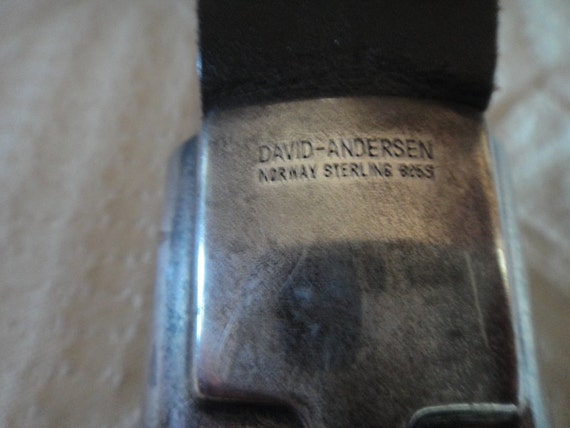 DAVID-ANDERSEN
NORWAY STERLING 925S